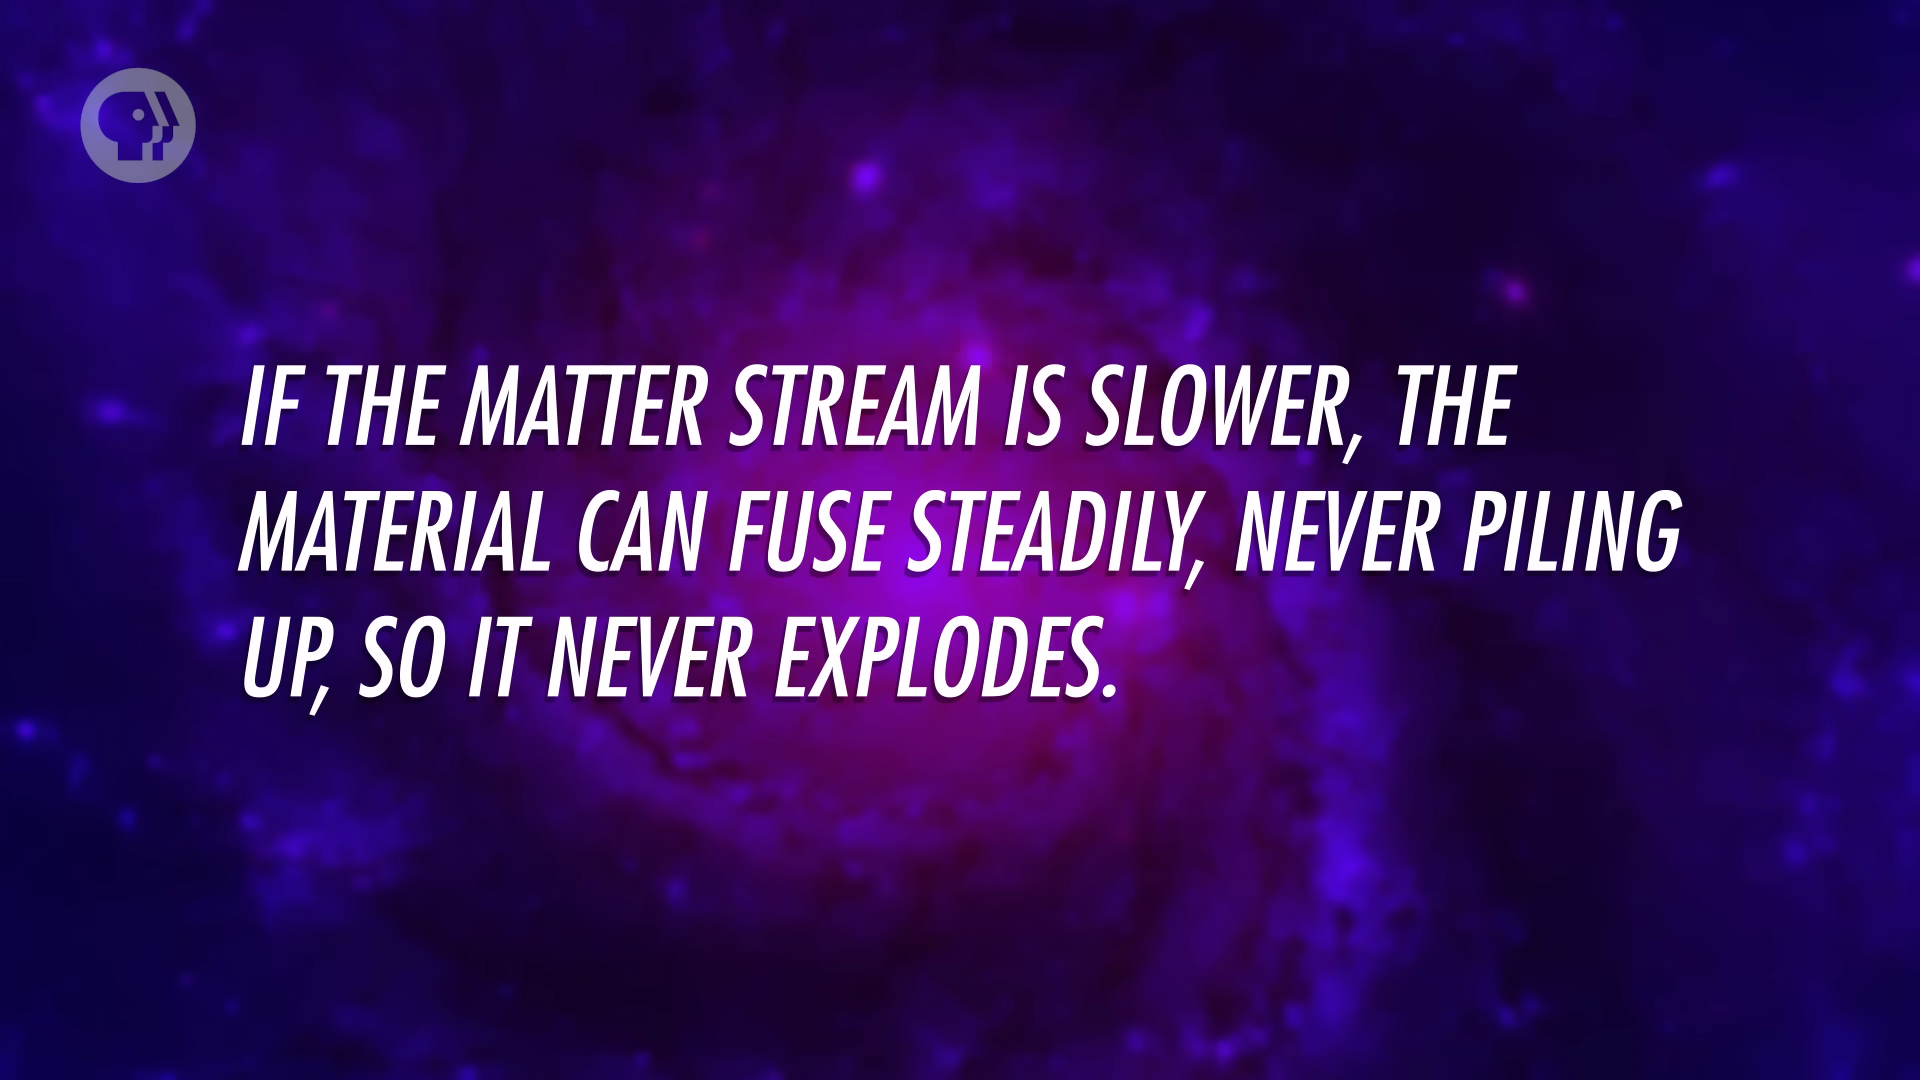 IF THE MATTER STREAM IS SLOWER, THE
MATERIAL CAN FUSE STEADILY, NEVER PILING
UP, SO IT NEVER EXPLODES.